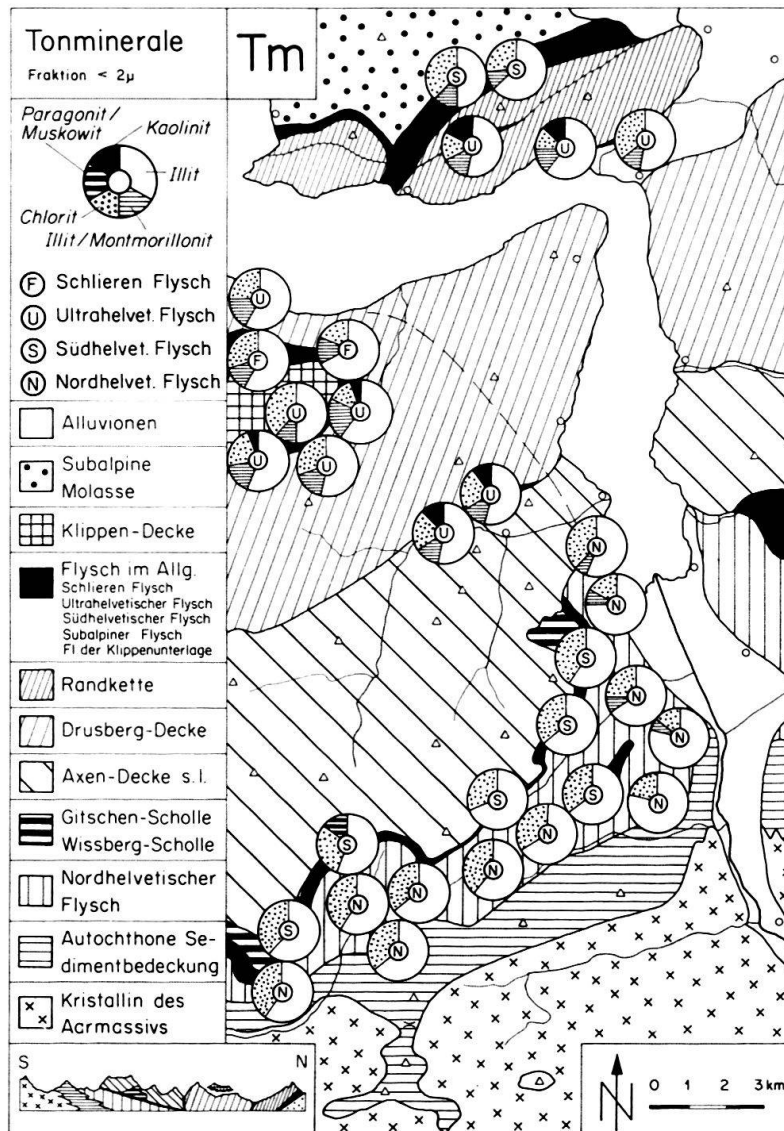 Tonminerale
Fraktion < 2µ
Tm
Paragonit/
Muskowit
Kaolinit
Illit
Chlorit
Illit/Montmorillonit
F Schlieren Flysch
U Ultrahelvet. Flysch
S Südhelvet. Flysch
N Nordhelvet. Flysch
Alluvionen
Subalpine
Molasse
Klippen-Decke
Flysch im Allg.
Schlieren Flysch
Ultrahelvetischer Flysch
Südhelvetischer Flysch
Subalpiner Flysch
Fl der Klippenunterlage
Randkette
Drusberg-Decke
Axen-Decke s.l.
Gitschen-Scholle
Wissberg-Scholle
Nordhelvetischer
Flysch
Autochthone Se-
dimentbedeckung
Kristallin des
Aarmassivs
S
N
S
S
U
U
U
U
F
F
U
U
U
U
U
U
N
N
S
N
S
N
S
S
N
N
S
N
N
N
S
N
N
N
0 1 2 3 km